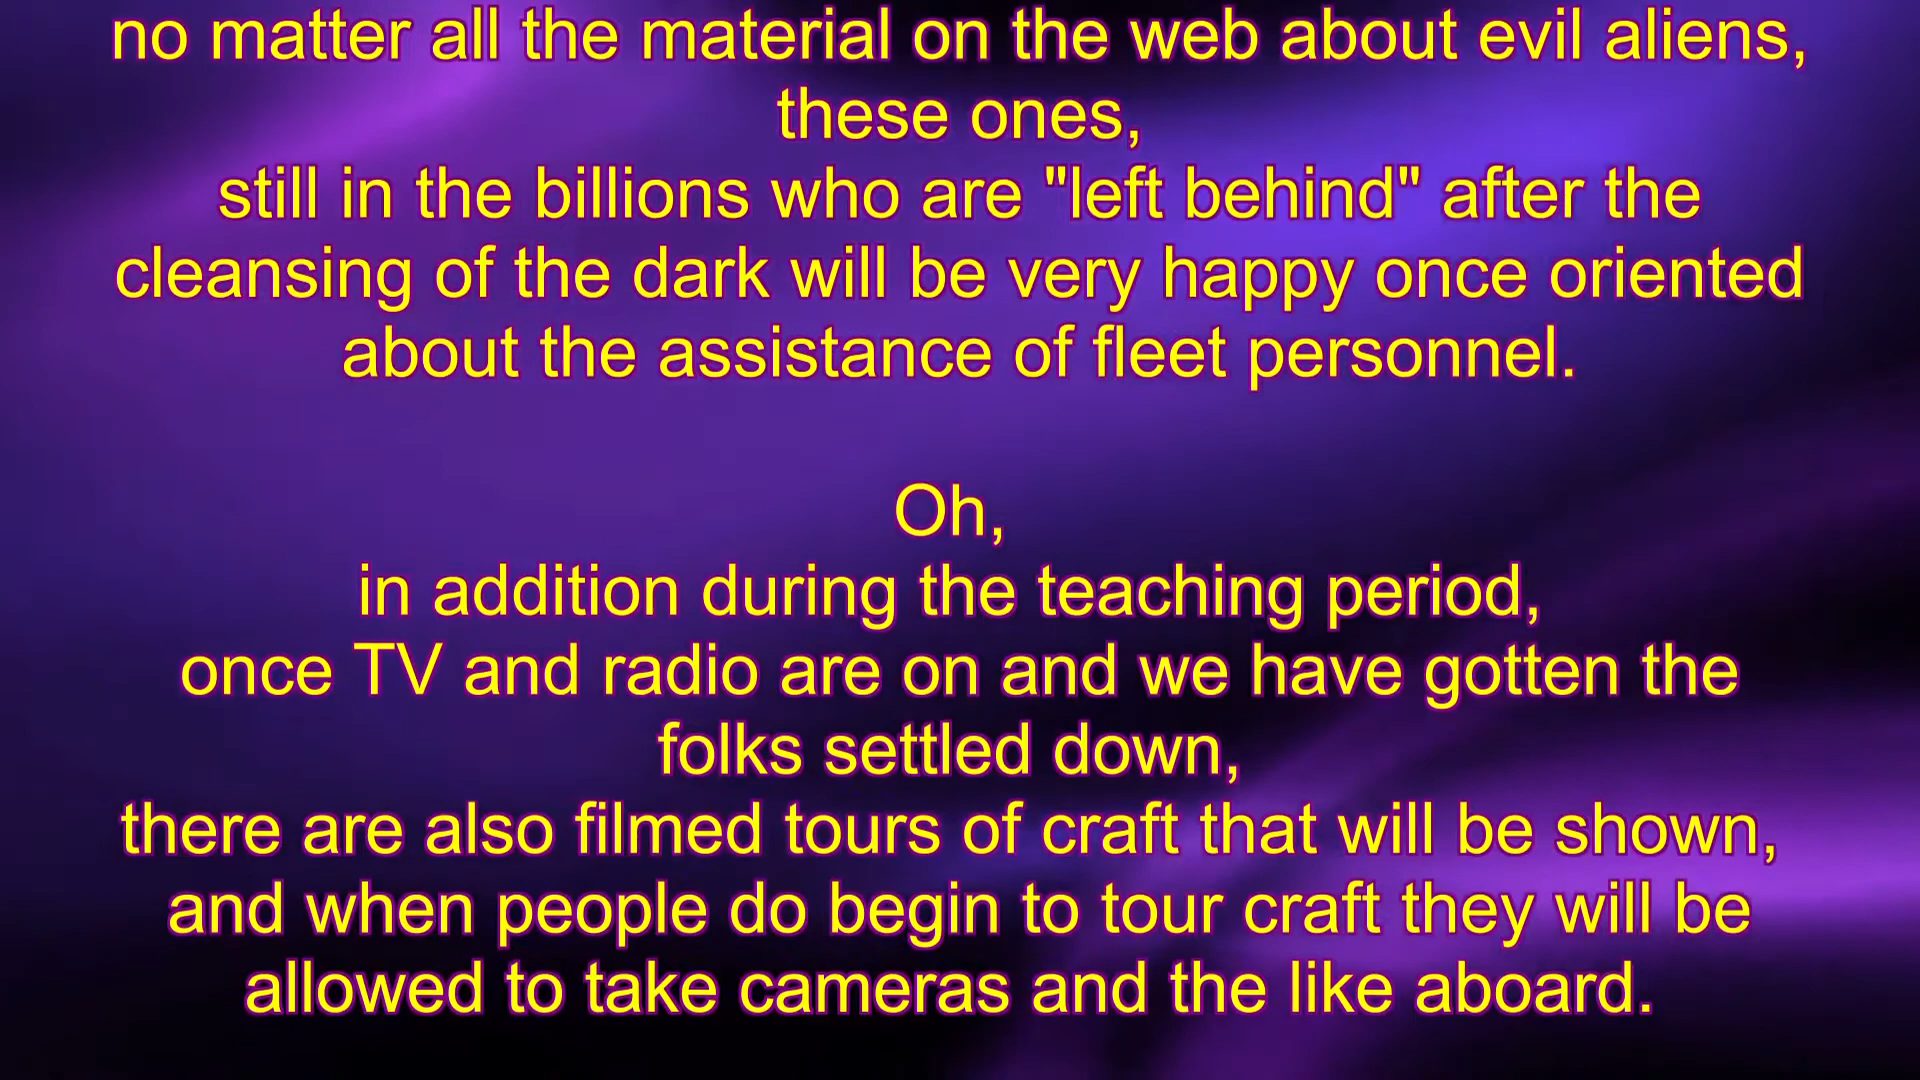 no matter all the material on the web about evil aliens,
these ones,
still in the billions who are "left behind" after the
cleansing of the dark will be very happy once oriented
about the assistance of fleet personnel.
Oh,
in addition during the teaching period,
once TV and radio are on and we have gotten the
folks settled down,
there are also filmed tours of craft that will be shown,
and when people do begin to tour craft they will be
allowed to take cameras and the like aboard.